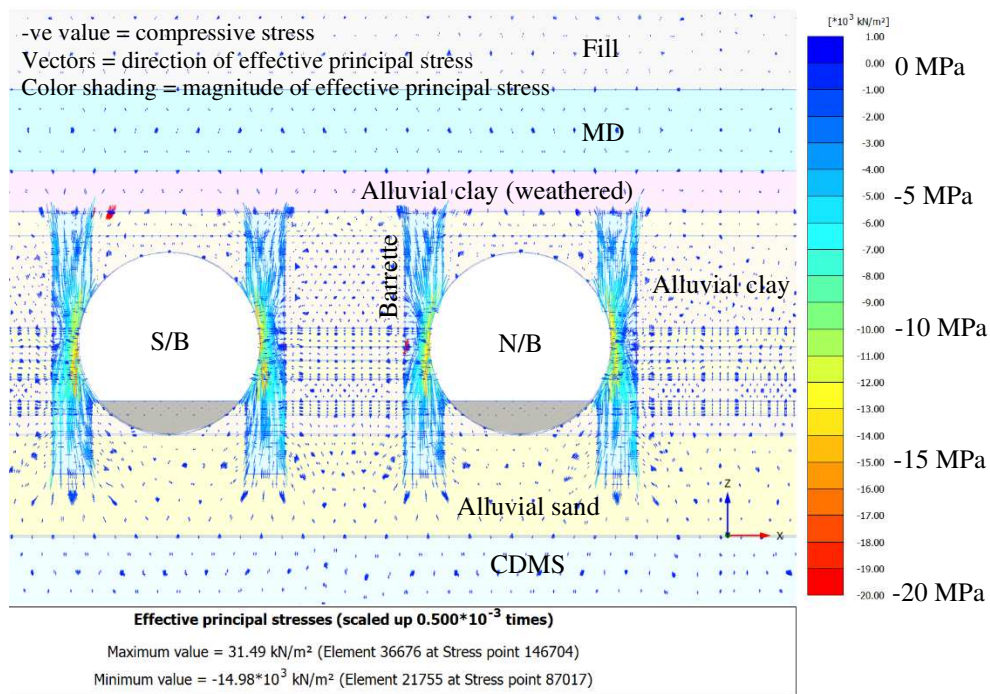 -ve value = compressive stress
Vectors = direction of effective principal stress
Color shading = magnitude of effective principal stress
Fill
MD
Alluvial clay (weathered)
Barrette
Alluvial clay
S/B
N/B
Alluvial sand
CDMS
Z
X
[*10³ kN/m²]
1.00
0.00
-1.00
-2.00
-3.00
-4.00
-5.00
-6.00
-7.00
-8.00
-9.00
-10.00
-11.00
-12.00
-13.00
-14.00
-15.00
-16.00
-17.00
-18.00
-19.00
-20.00
0 MPa
-5 MPa
-10 MPa
-15 MPa
-20 MPa
Effective principal stresses (scaled up 0.500*10⁻³ times)
Maximum value = 31.49 kN/m² (Element 36676 at Stress point 146704)
Minimum value = -14.98*10³ kN/m² (Element 21755 at Stress point 87017)